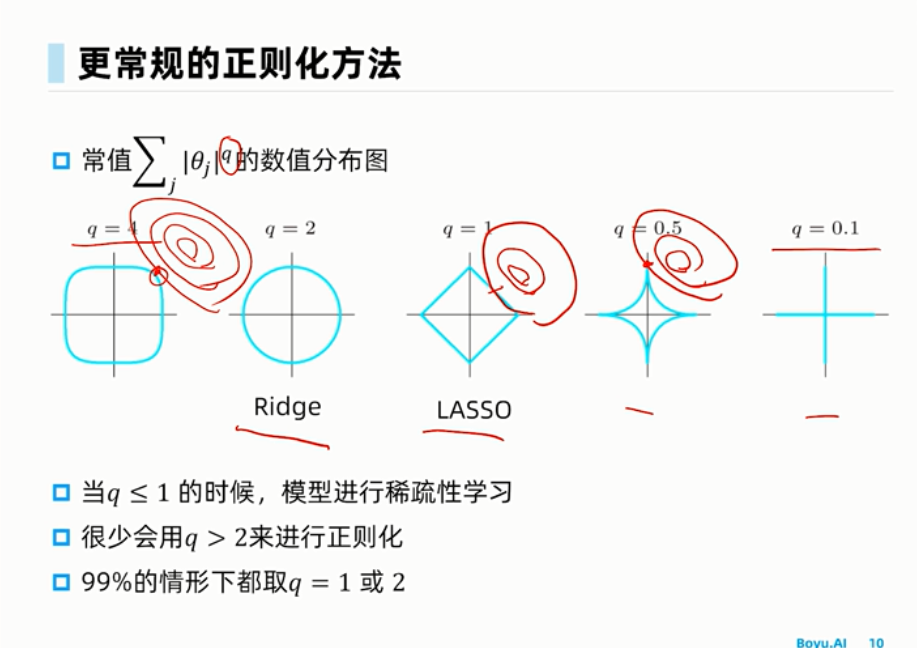 更常规的正则化方法
常值∑_j |θ_j|^q的数值分布图
q = 4 q = 2 q = 1 q = 0.5 q = 0.1
Ridge LASSO
当q ≤ 1 的时候，模型进行稀疏性学习
很少会用q > 2来进行正则化
99%的情形下都取q = 1 或 2
Boyu.AI 10